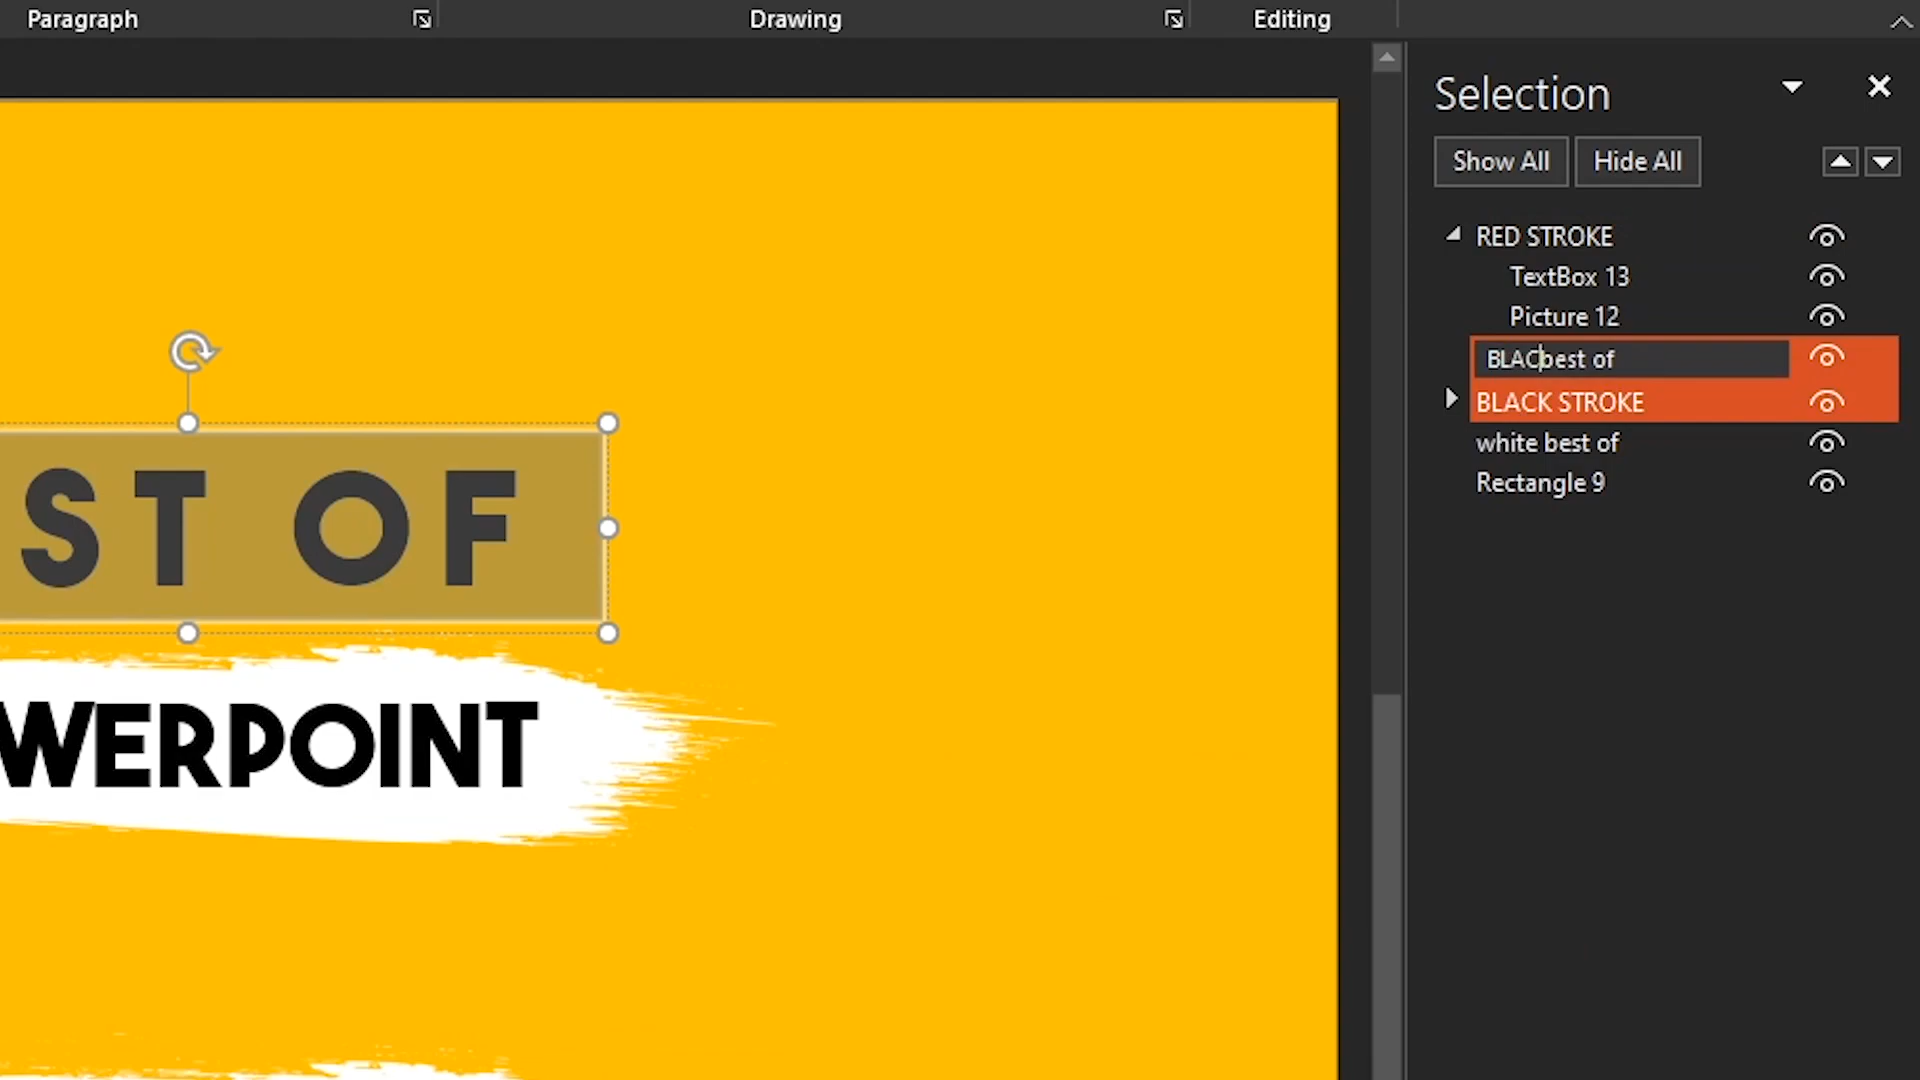 Paragraph
Drawing
Editing
Selection
Show All
Hide All
RED STROKE
TextBox 13
Picture 12
BLACbest of
BLACK STROKE
white best of
Rectangle 9
ST OF
WERPOINT